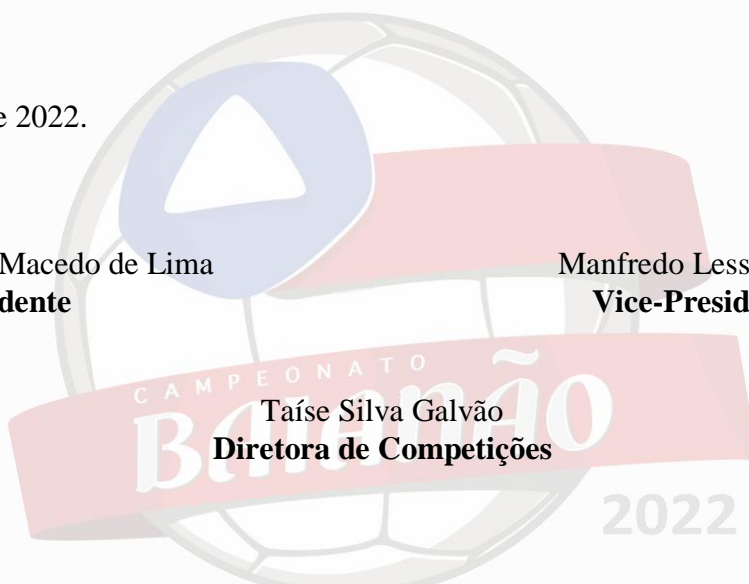 e 2022.
Macedo de Lima Manfredo Less
dente Vice-Presid
CAMPEONATO
BAIANÃO
Taíse Silva Galvão
Diretora de Competições
2022